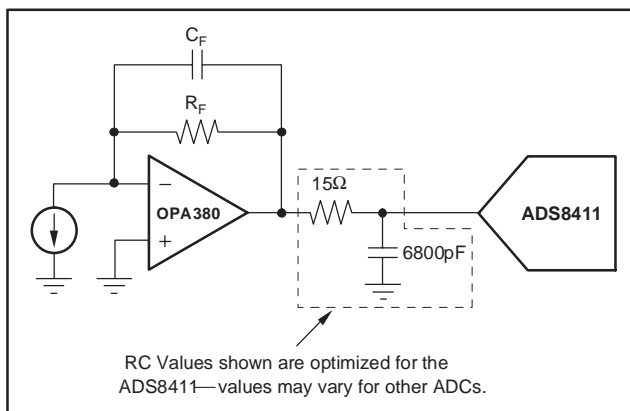 C_F
R_F
−
OPA380
+
15Ω
6800pF
ADS8411
RC Values shown are optimized for the
ADS8411—values may vary for other ADCs.